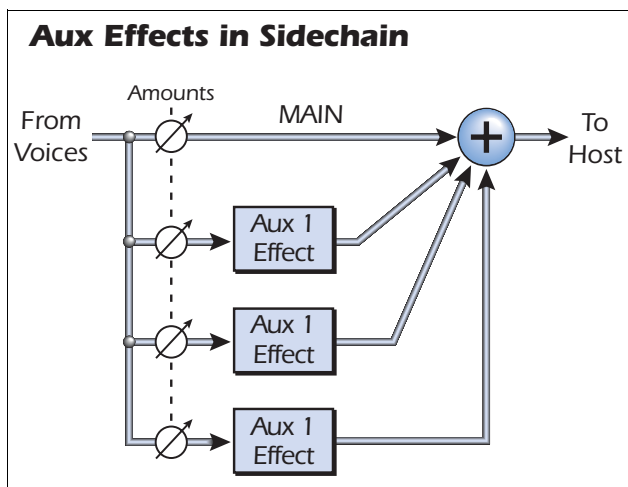 Aux Effects in Sidechain
Amounts
From
Voices
MAIN
+
To
Host
Aux 1
Effect
Aux 1
Effect
Aux 1
Effect